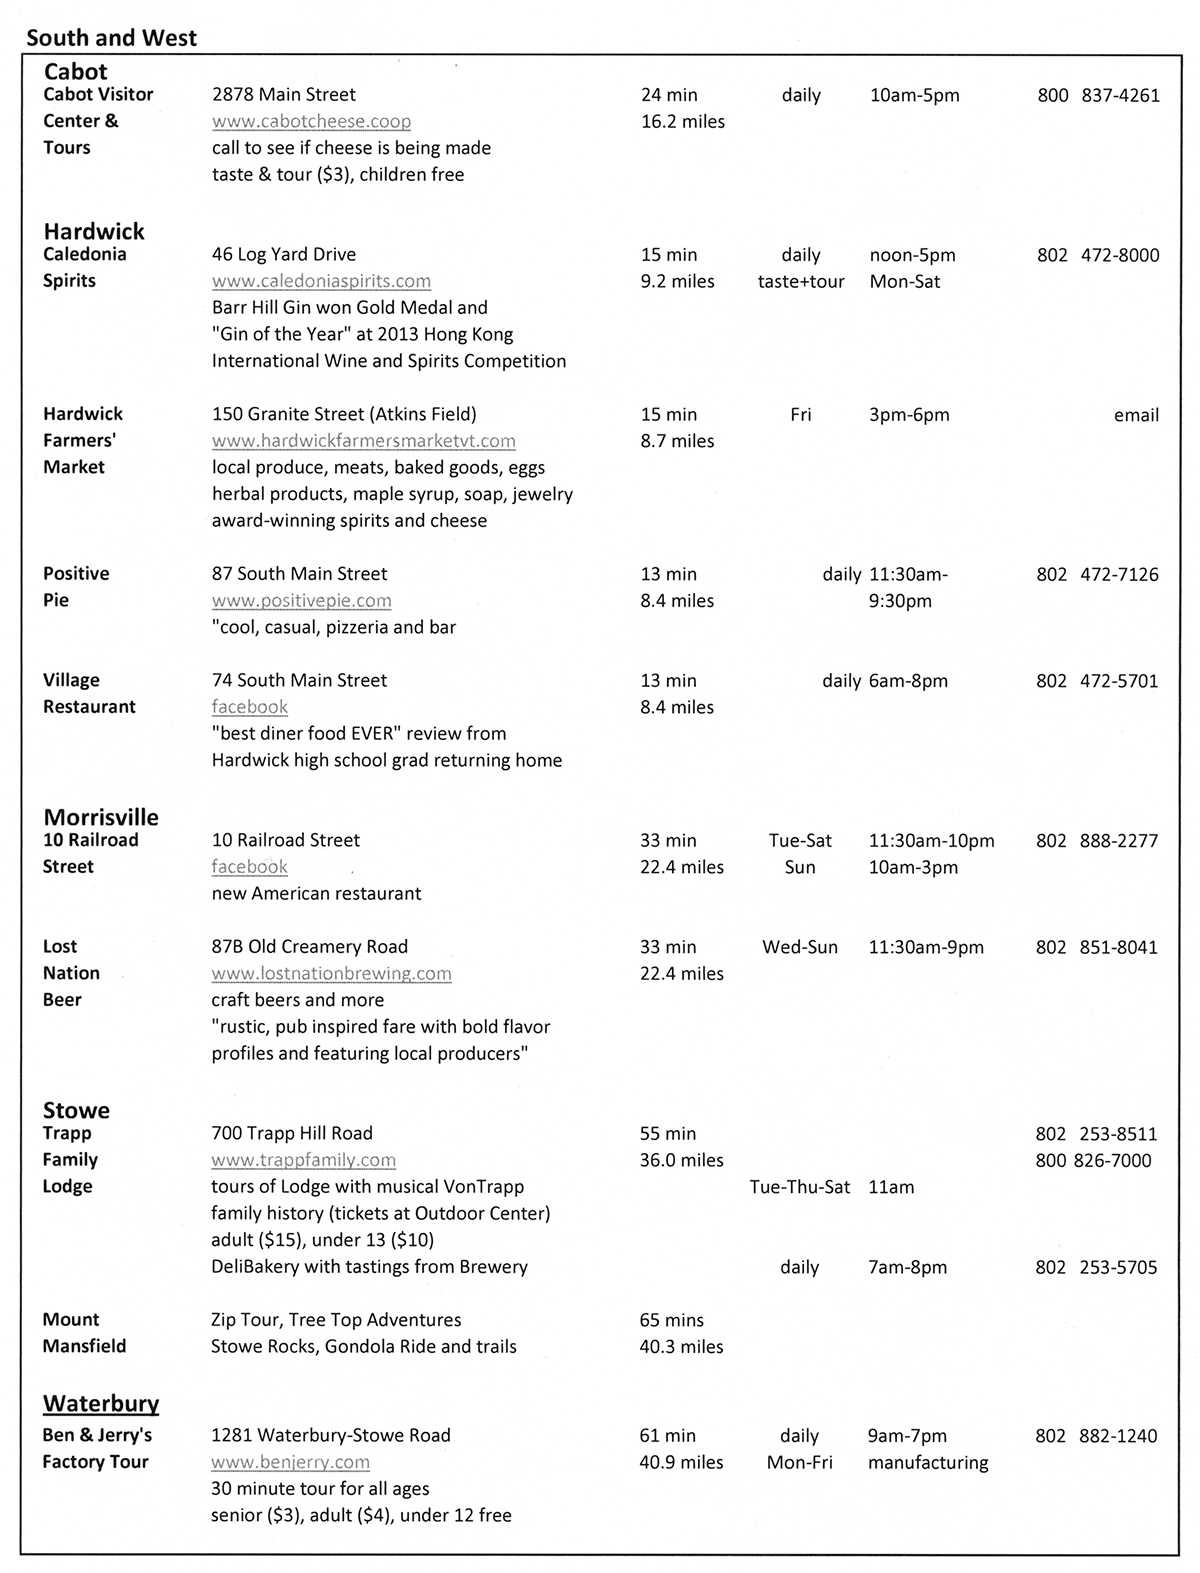 South and West
Cabot
Cabot Visitor 2878 Main Street 24 min daily 10am-5pm 800 837-4261
Center & www.cabotcheese.coop 16.2 miles
Tours call to see if cheese is being made
taste & tour ($3), children free
Hardwick
Caledonia 46 Log Yard Drive 15 min daily noon-5pm 802 472-8000
Spirits www.caledoniaspirits.com 9.2 miles taste+tour Mon-Sat
Barr Hill Gin won Gold Medal and
"Gin of the Year" at 2013 Hong Kong
International Wine and Spirits Competition
Hardwick 150 Granite Street (Atkins Field) 15 min Fri 3pm-6pm email
Farmers' www.hardwickfarmersmarketvt.com 8.7 miles
Market local produce, meats, baked goods, eggs
herbal products, maple syrup, soap, jewelry
award-winning spirits and cheese
Positive 87 South Main Street 13 min daily 11:30am- 802 472-7126
Pie www.positivepie.com 8.4 miles 9:30pm
"cool, casual, pizzeria and bar
Village 74 South Main Street 13 min daily 6am-8pm 802 472-5701
Restaurant facebook 8.4 miles
"best diner food EVER" review from
Hardwick high school grad returning home
Morrisville
10 Railroad 10 Railroad Street 33 min Tue-Sat 11:30am-10pm 802 888-2277
Street facebook 22.4 miles Sun 10am-3pm
new American restaurant
Lost 87B Old Creamery Road 33 min Wed-Sun 11:30am-9pm 802 851-8041
Nation www.lostnationbrewing.com 22.4 miles
Beer craft beers and more
"rustic, pub inspired fare with bold flavor
profiles and featuring local producers"
Stowe
Trapp 700 Trapp Hill Road 55 min 802 253-8511
Family www.trappfamily.com 36.0 miles 800 826-7000
Lodge tours of Lodge with musical VonTrapp Tue-Thu-Sat 11am
family history (tickets at Outdoor Center)
adult ($15), under 13 ($10)
DeliBakery with tastings from Brewery daily 7am-8pm 802 253-5705
Mount Zip Tour, Tree Top Adventures 65 mins
Mansfield Stowe Rocks, Gondola Ride and trails 40.3 miles
Waterbury
Ben & Jerry's 1281 Waterbury-Stowe Road 61 min daily 9am-7pm 802 882-1240
Factory Tour www.benjerry.com 40.9 miles Mon-Fri manufacturing
30 minute tour for all ages
senior ($3), adult ($4), under 12 free